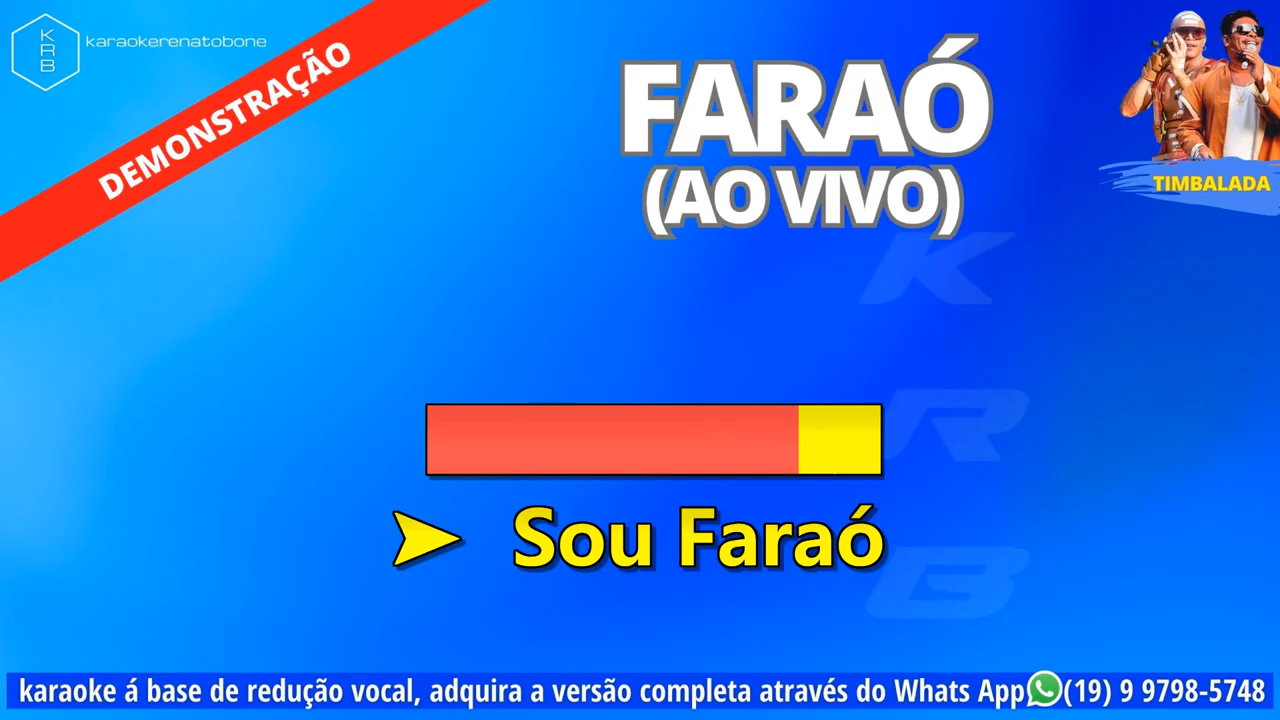 KRB
karaokerenatobone
DEMONSTRAÇÃO
FARAÓ
(AO VIVO)
TIMBALADA
K
R
B
Sou Faraó
karaoke á base de redução vocal, adquira a versão completa através do Whats App (19) 9 9798-5748